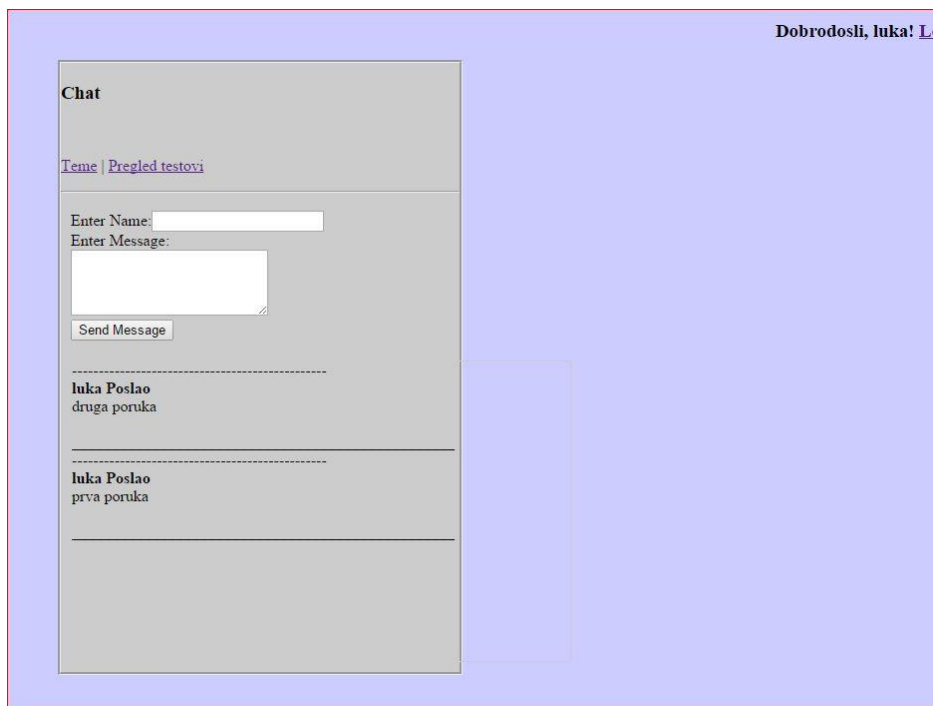 Dobrodosli, luka! L
Chat
Teme | Pregled testovi
Enter Name:
Enter Message:
Send Message
-----------------------------------------------
luka Poslao
druga poruka
-----------------------------------------------
luka Poslao
prva poruka